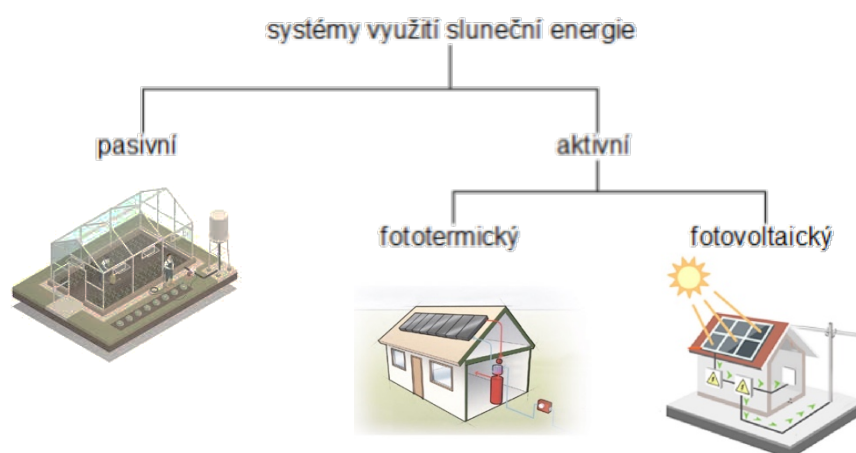 systémy využití sluneční energie
pasivní
aktivní
fototermický
fotovoltaický